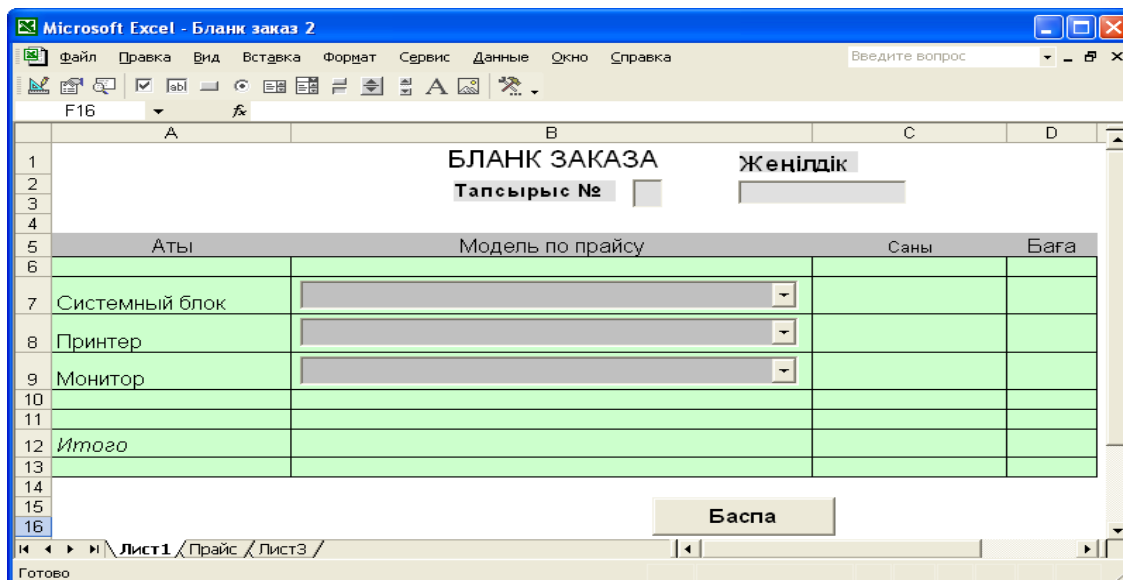 Microsoft Excel - Бланк заказ 2
Файл Правка Вид Вставка Формат Сервис Данные Окно Справка Введите вопрос
abl A
F16 fx
A B C D
1 БЛАНК ЗАКАЗА Жеңілдік
2 Тапсырыс №
3
4
5 Аты Модель по прайсу Саны Баға
6
7 Системный блок
8 Принтер
9 Монитор
10
11
12 Итого
13
14
15 Баспа
16
Лист1 Прайс Лист3
Готово